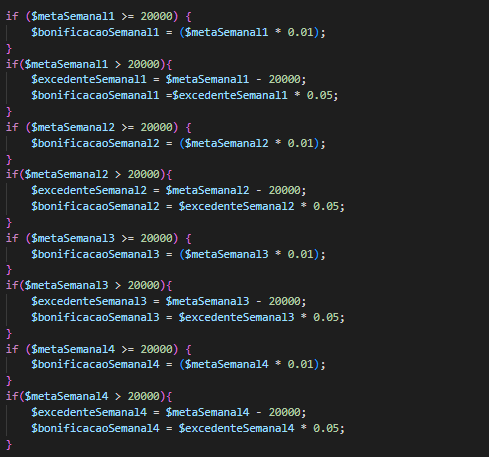 if ($metaSemanal1 >= 20000) {
    $bonificacaoSemanal1 = ($metaSemanal1 * 0.01);
}
if($metaSemanal1 > 20000){
    $excedenteSemanal1 = $metaSemanal1 - 20000;
    $bonificacaoSemanal1 =$excedenteSemanal1 * 0.05;
}
if ($metaSemanal2 >= 20000) {
    $bonificacaoSemanal2 = ($metaSemanal2 * 0.01);
}
if($metaSemanal2 > 20000){
    $excedenteSemanal2 = $metaSemanal2 - 20000;
    $bonificacaoSemanal2 = $excedenteSemanal2 * 0.05;
}
if ($metaSemanal3 >= 20000) {
    $bonificacaoSemanal3 = ($metaSemanal3 * 0.01);
}
if($metaSemanal3 > 20000){
    $excedenteSemanal3 = $metaSemanal3 - 20000;
    $bonificacaoSemanal3 = $excedenteSemanal3 * 0.05;
}
if ($metaSemanal4 >= 20000) {
    $bonificacaoSemanal4 = ($metaSemanal4 * 0.01);
}
if($metaSemanal4 > 20000){
    $excedenteSemanal4 = $metaSemanal4 - 20000;
    $bonificacaoSemanal4 = $excedenteSemanal4 * 0.05;
}